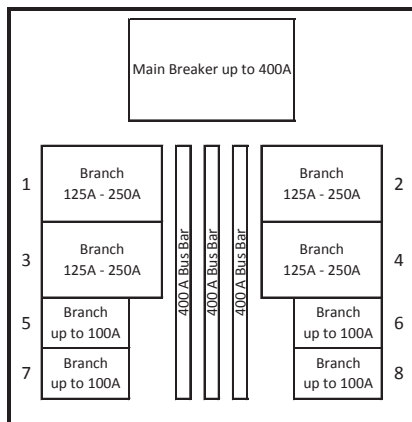 Main Breaker up to 400A
1
Branch
125A - 250A
400 A Bus Bar
400 A Bus Bar
400 A Bus Bar
Branch
125A - 250A
2
3
Branch
125A - 250A
Branch
125A - 250A
4
5
Branch
up to 100A
Branch
up to 100A
6
7
Branch
up to 100A
Branch
up to 100A
8